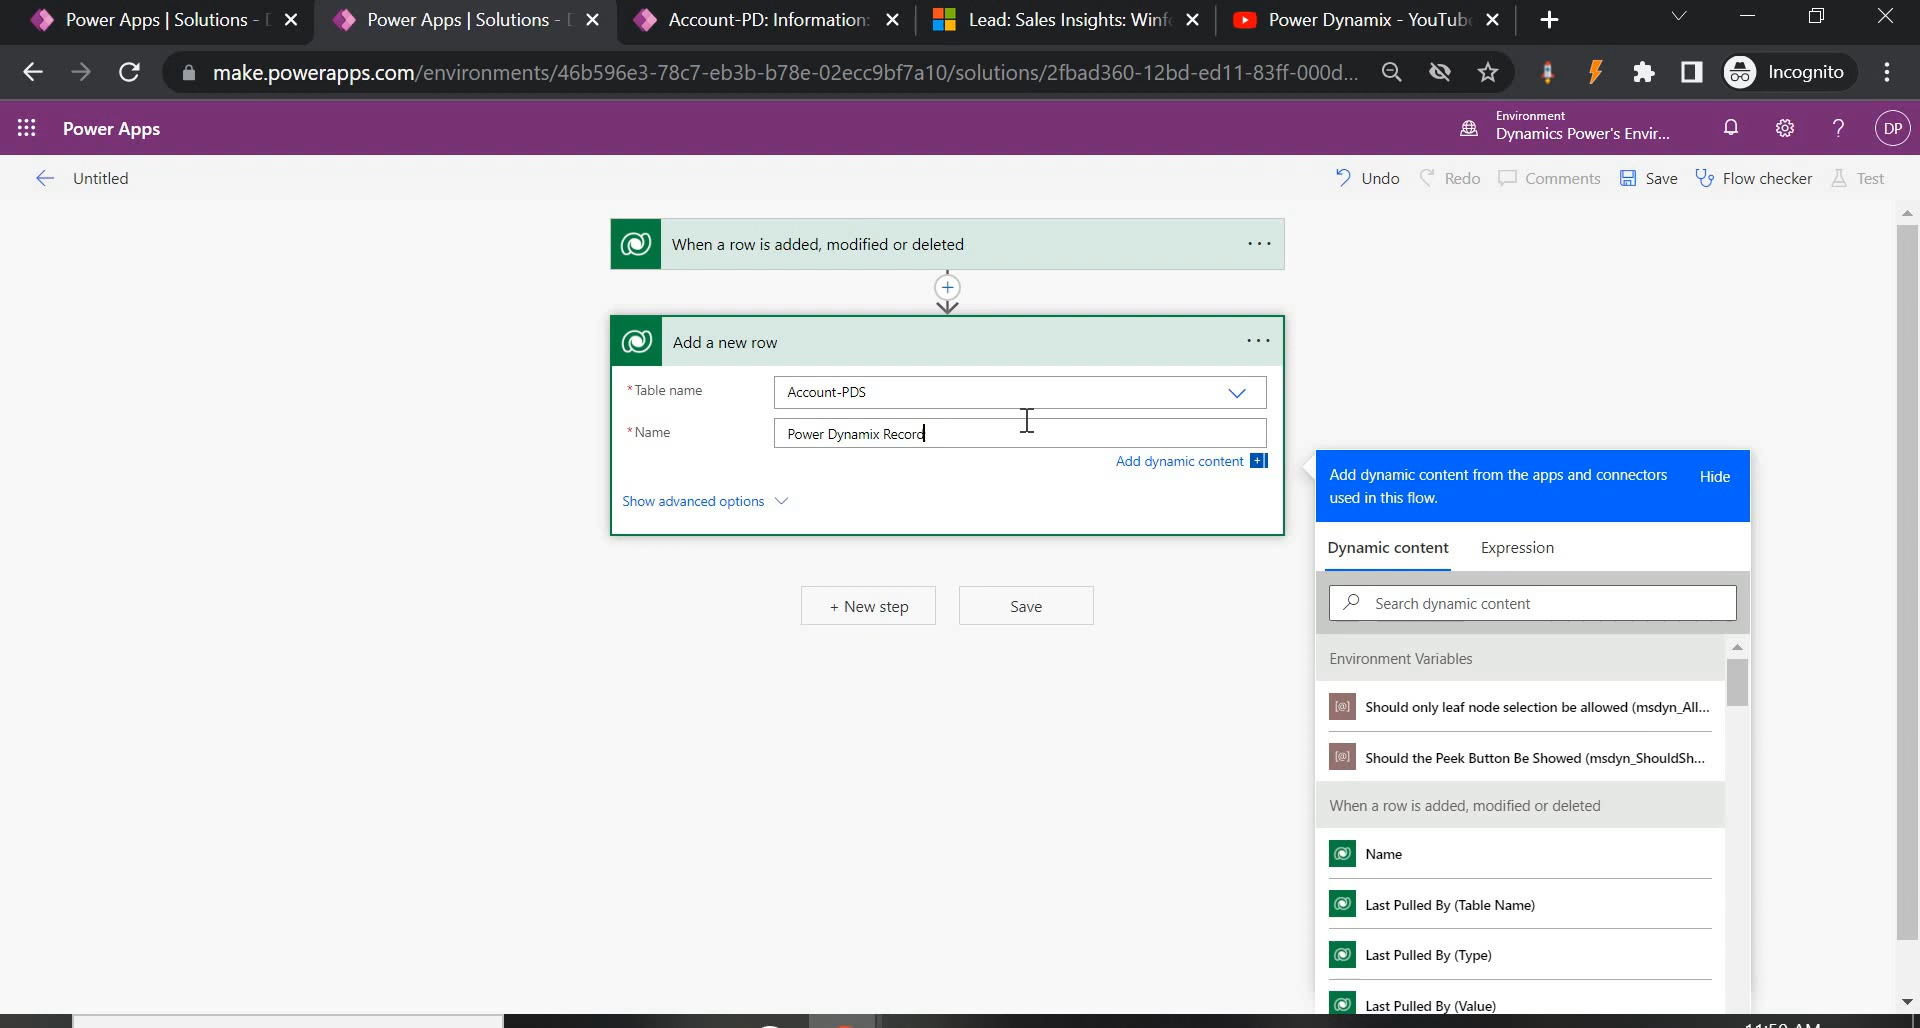 Power Apps | Solutions -
Power Apps | Solutions -
Account-PD: Information:
Lead: Sales Insights: Winf
Power Dynamix - YouTub
make.powerapps.com/environments/46b596e3-78c7-eb3b-b78e-02ecc9bf7a10/solutions/2fbad360-12bd-ed11-83ff-000d...
Incognito
Power Apps
Environment
Dynamics Power's Envir...
DP
Untitled
Undo
Redo
Comments
Save
Flow checker
Test
When a row is added, modified or deleted
Add a new row
* Table name
Account-PDS
* Name
Power Dynamix Record
Add dynamic content
Show advanced options
+ New step
Save
Add dynamic content from the apps and connectors
used in this flow.
Hide
Dynamic content
Expression
Search dynamic content
Environment Variables
Should only leaf node selection be allowed (msdyn_All...
Should the Peek Button Be Showed (msdyn_ShouldSh...
When a row is added, modified or deleted
Name
Last Pulled By (Table Name)
Last Pulled By (Type)
Last Pulled By (Value)